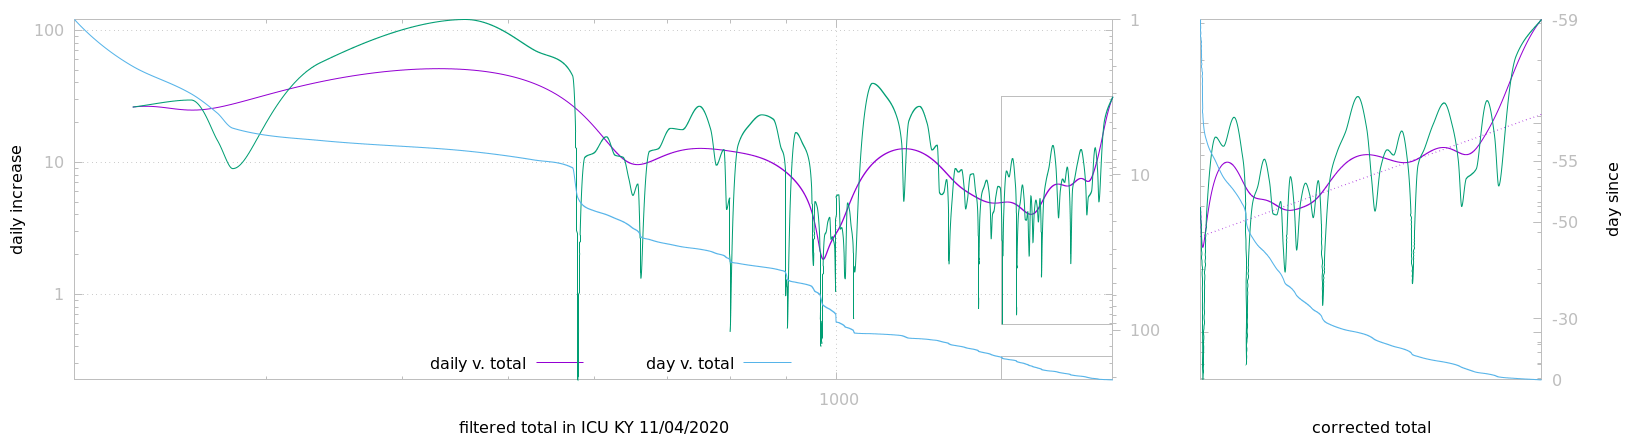 100
10
1
daily increase
daily v. total
day v. total
1000
filtered total in ICU KY 11/04/2020
1
10
100
-59
-55
-50
-30
0
day since
corrected total